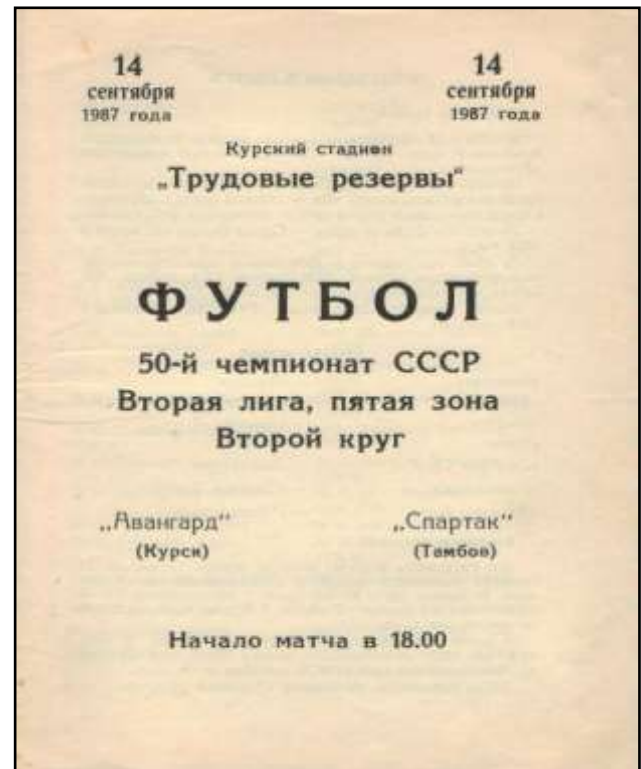 14 сентября 1987 года
14 сентября 1987 года
Курский стадион
„Трудовые резервы“
ФУТБОЛ
50-й чемпионат СССР
Вторая лига, пятая зона
Второй круг
„Авангард“
(Курск)
„Спартак“
(Тамбов)
Начало матча в 18.00